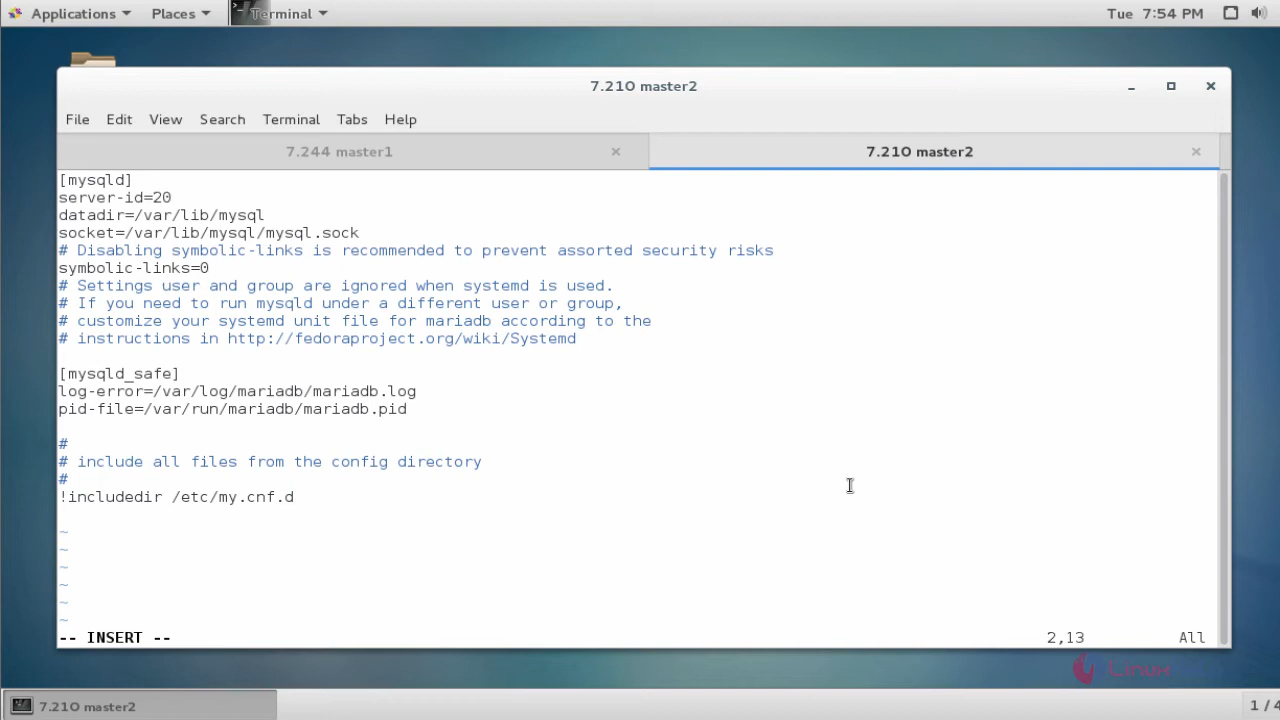 Applications Places Terminal Tue 7:54 PM
7.210 master2
File Edit View Search Terminal Tabs Help
7.244 master1 × 7.210 master2 ×
[mysqld]
server-id=20
datadir=/var/lib/mysql
socket=/var/lib/mysql/mysql.sock
# Disabling symbolic-links is recommended to prevent assorted security risks
symbolic-links=0
# Settings user and group are ignored when systemd is used.
# If you need to run mysqld under a different user or group,
# customize your systemd unit file for mariadb according to the
# instructions in http://fedoraproject.org/wiki/Systemd
[mysqld_safe]
log-error=/var/log/mariadb/mariadb.log
pid-file=/var/run/mariadb/mariadb.pid
#
# include all files from the config directory
#
!includedir /etc/my.cnf.d
~
~
~
~
~
~
-- INSERT -- 2,13 All
Linux
7.210 master2 1 / 4